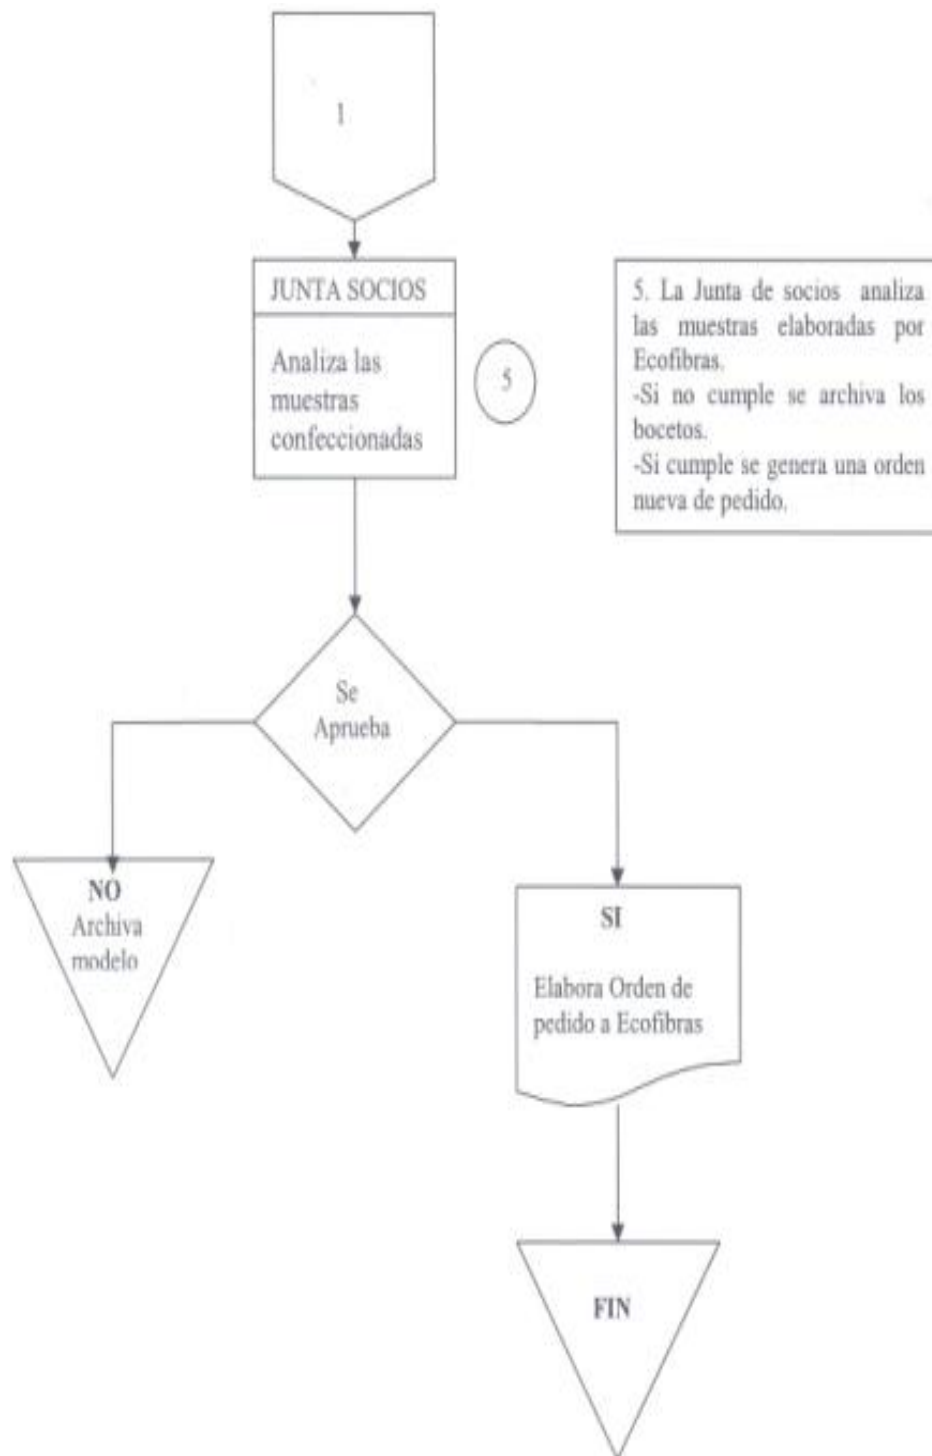 1
JUNTA SOCIOS
Analiza las
muestras
confeccionadas
5
5. La Junta de socios analiza
las muestras elaboradas por
Ecofibras.
-Si no cumple se archiva los
bocetos.
-Si cumple se genera una orden
nueva de pedido.
Se
Aprueba
NO
Archiva
modelo
SI
Elabora Orden de
pedido a Ecofibras
FIN